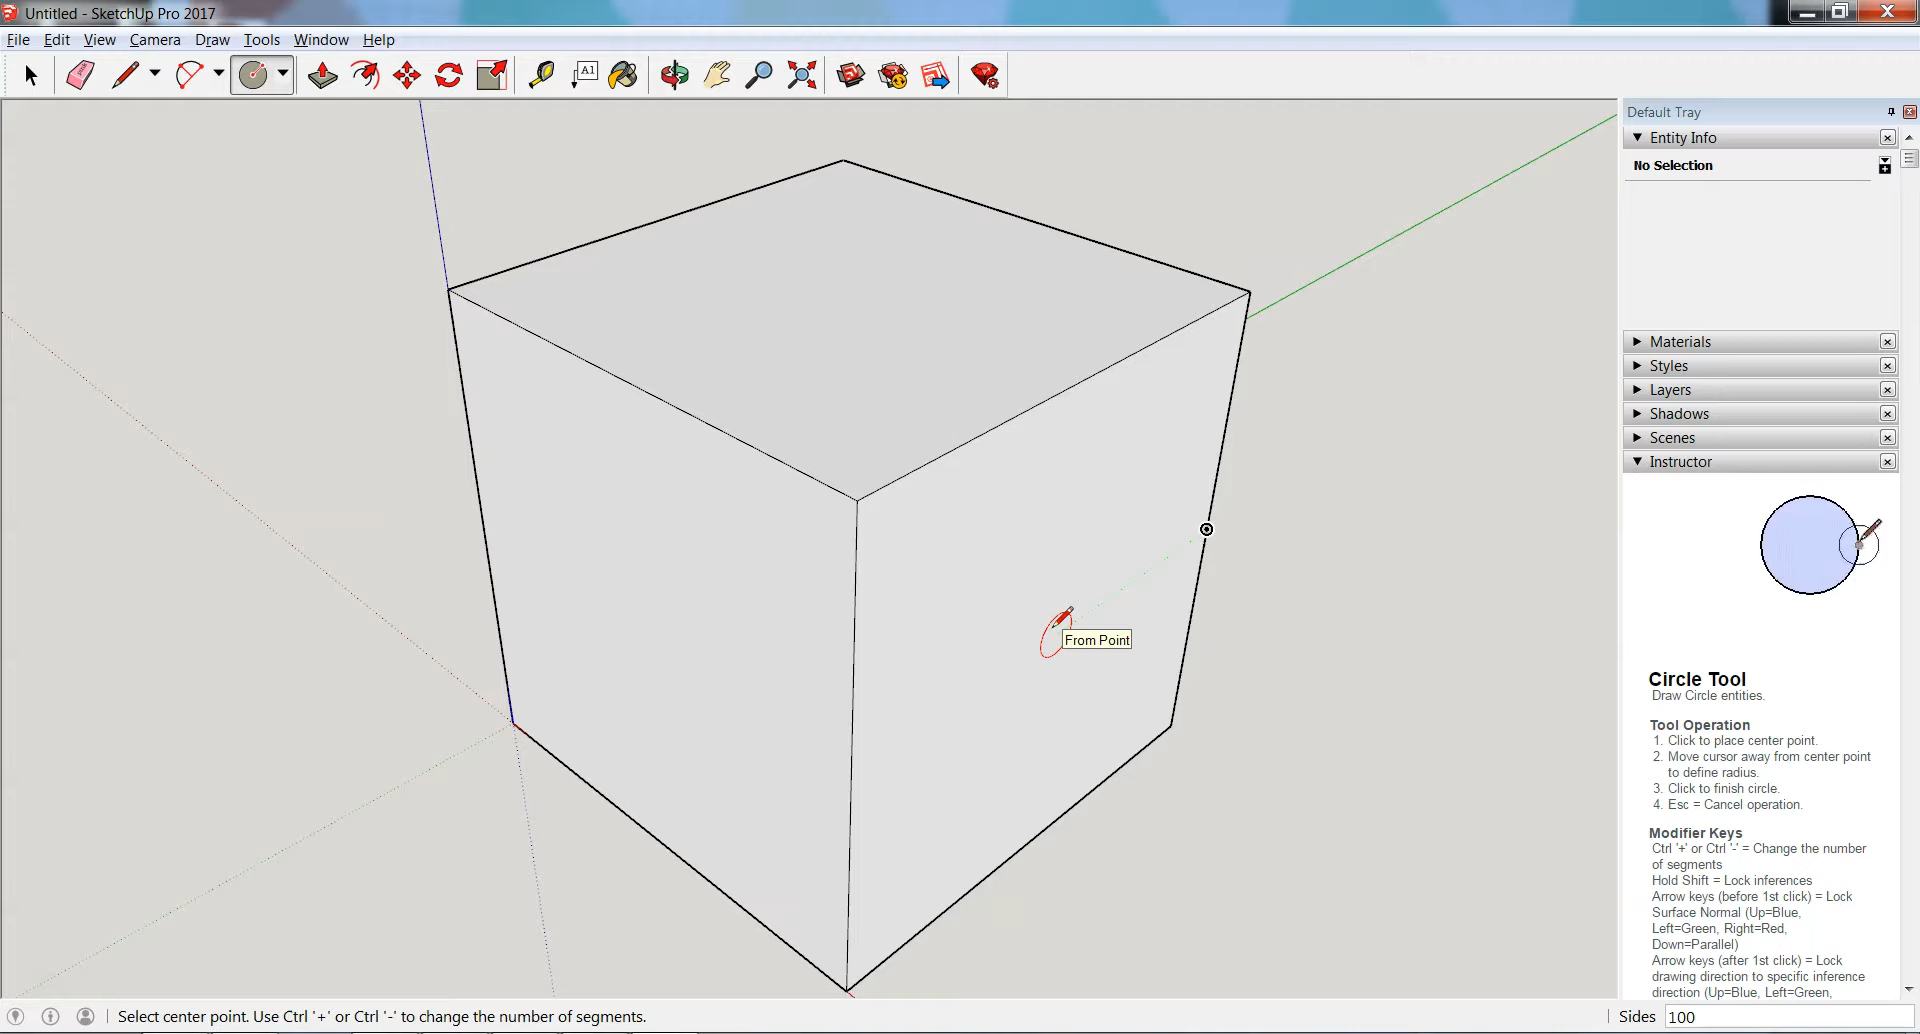 Untitled - SketchUp Pro 2017
File Edit View Camera Draw Tools Window Help
A1
Default Tray
Entity Info
No Selection
Materials
Styles
Layers
Shadows
Scenes
Instructor
From Point
Circle Tool
Draw Circle entities.
Tool Operation
1. Click to place center point.
2. Move cursor away from center point
to define radius.
3. Click to finish circle.
4. Esc = Cancel operation.
Modifier Keys
Ctrl '+' or Ctrl '-' = Change the number
of segments
Hold Shift = Lock inferences
Arrow keys (before 1st click) = Lock
Surface Normal (Up=Blue,
Left=Green, Right=Red,
Down=Parallel)
Arrow keys (after 1st click) = Lock
drawing direction to specific inference
direction (Up=Blue, Left=Green,
Select center point. Use Ctrl '+' or Ctrl '-' to change the number of segments.
Sides 100